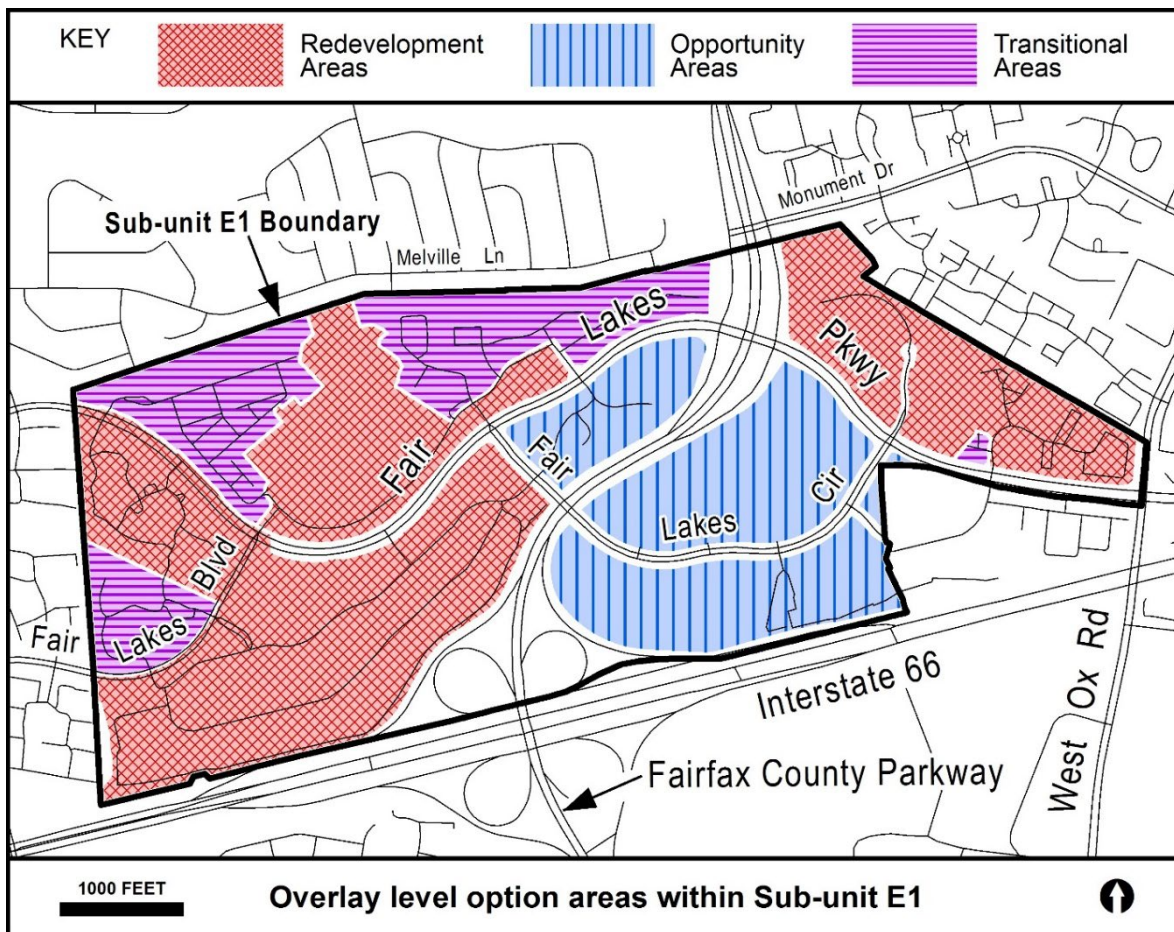 KEY
Redevelopment
Areas
Opportunity
Areas
Transitional
Areas
Monument Dr
Sub-unit E1 Boundary
Melville Ln
Lakes
Pkwy
Fair
Fair
Cir
Lakes
Blvd
Fair
Lakes
Interstate 66
West Ox Rd
Fairfax County Parkway
1000 FEET
Overlay level option areas within Sub-unit E1